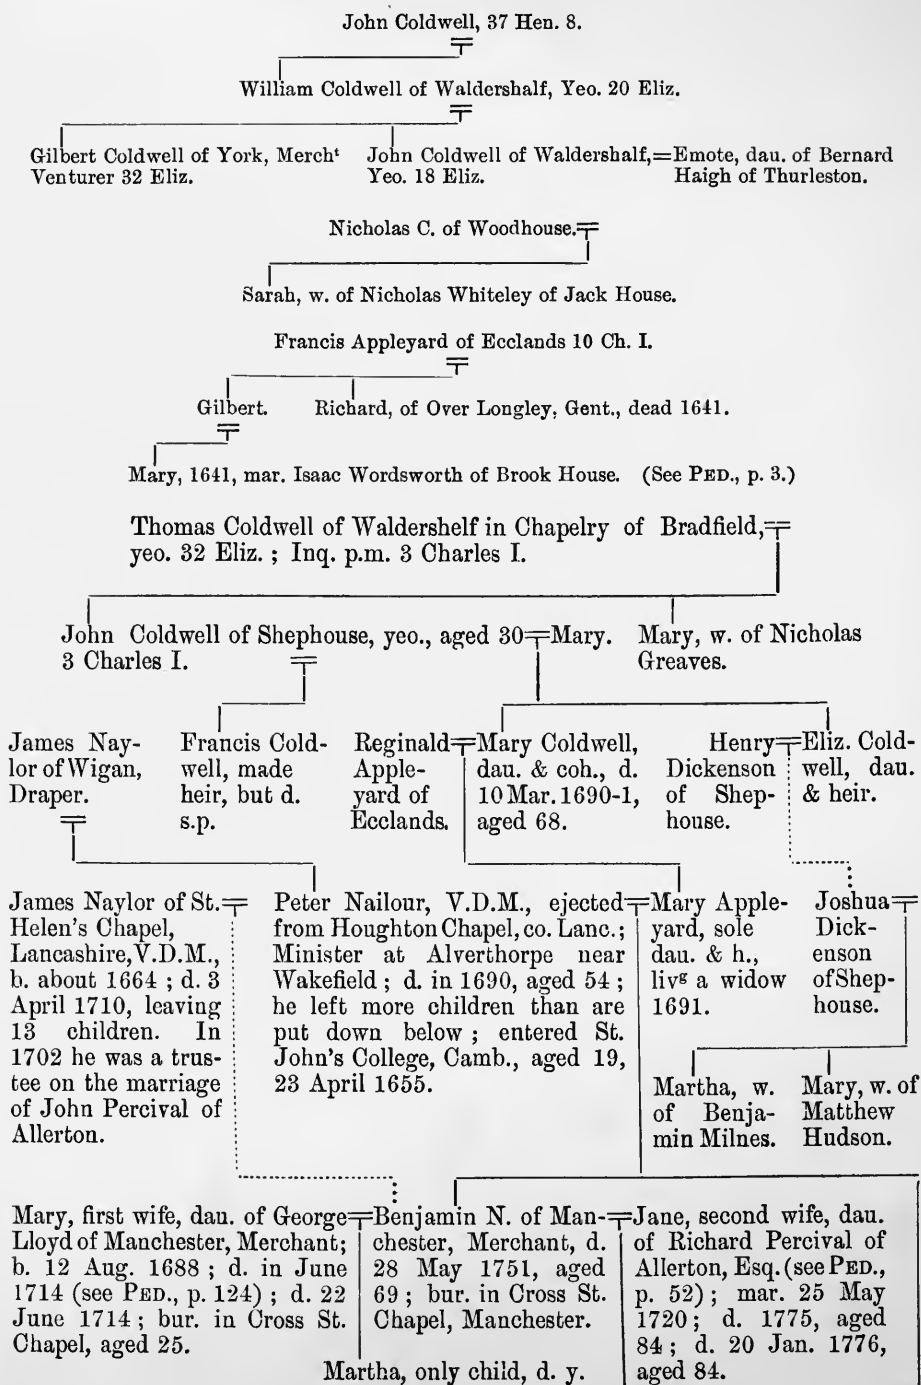 John Coldwell, 37 Hen. 8.
William Coldwell of Waldershalf, Yeo. 20 Eliz.
Gilbert Coldwell of York, Mercht
Venturer 32 Eliz.
John Coldwell of Waldershalf,=Emote, dau. of Bernard
Yeo. 18 Eliz.
Haigh of Thurleston.
Nicholas C. of Woodhouse.
Sarah, w. of Nicholas Whiteley of Jack House.
Francis Appleyard of Ecclands 10 Ch. I.
Gilbert.
Richard, of Over Longley, Gent., dead 1641.
Mary, 1641, mar. Isaac Wordsworth of Brook House. (See PED., p. 3.)
Thomas Coldwell of Waldershelf in Chapelry of Bradfield,=
yeo. 32 Eliz. ; Inq. p.m. 3 Charles I.
John Coldwell of Shephouse, yeo., aged 30=Mary.
3 Charles I.
Mary, w. of Nicholas
Greaves.
James Nay-
lor of Wigan,
Draper.
Francis Cold-
well, made
heir, but d.
s.p.
Reginald=
Apple-
yard of
Ecclands.
Mary Coldwell,
dau. & coh., d.
10 Mar. 1690-1,
aged 68.
Henry=
Dickenson
of Shep-
house.
Eliz. Cold-
well, dau.
& heir.
James Naylor of St.=
Helen's Chapel,
Lancashire, V.D.M.,
b. about 1664 ; d. 3
April 1710, leaving
13 children. In
1702 he was a trus-
tee on the marriage
of John Percival of
Allerton.
Peter Nailour, V.D.M., ejected=
from Houghton Chapel, co. Lanc.;
Minister at Alverthorpe near
Wakefield ; d. in 1690, aged 54 ;
he left more children than are
put down below ; entered St.
John's College, Camb., aged 19,
23 April 1655.
Mary Apple-
yard, sole
dau. & h.,
livg a widow
1691.
Joshua=
Dick-
enson
of Shep-
house.
Martha, w.
of Benja-
min Milnes.
Mary, w. of
Matthew
Hudson.
Mary, first wife, dau. of George=
Lloyd of Manchester, Merchant;
b. 12 Aug. 1688 ; d. in June
1714 (see PED., p. 124) ; d. 22
June 1714 ; bur. in Cross St.
Chapel, aged 25.
Benjamin N. of Man-=
chester, Merchant, d.
28 May 1751, aged
69 ; bur. in Cross St.
Chapel, Manchester.
Jane, second wife, dau.
of Richard Percival of
Allerton, Esq. (see PED.,
p. 52) ; mar. 25 May
1720 ; d. 1775, aged
84 ; d. 20 Jan. 1776,
aged 84.
Martha, only child, d. y.